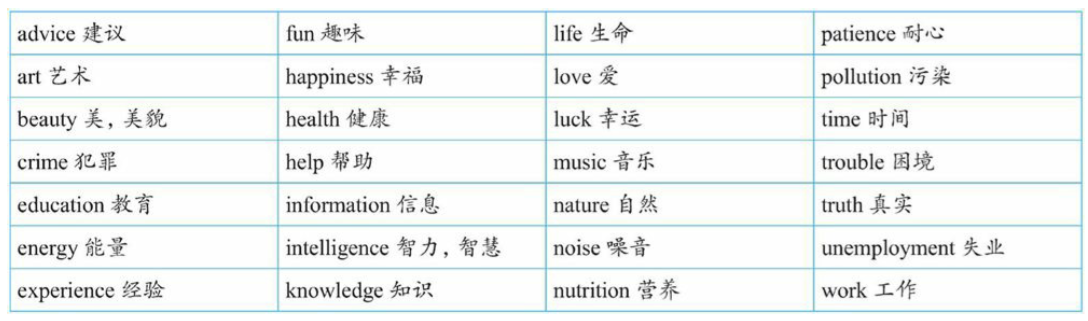 advice 建议 fun 趣味 life 生命 patience 耐心
art 艺术 happiness 幸福 love 爱 pollution 污染
beauty 美, 美貌 health 健康 luck 幸运 time 时间
crime 犯罪 help 帮助 music 音乐 trouble 困境
education 教育 information 信息 nature 自然 truth 真实
energy 能量 intelligence 智力, 智慧 noise 噪音 unemployment 失业
experience 经验 knowledge 知识 nutrition 营养 work 工作